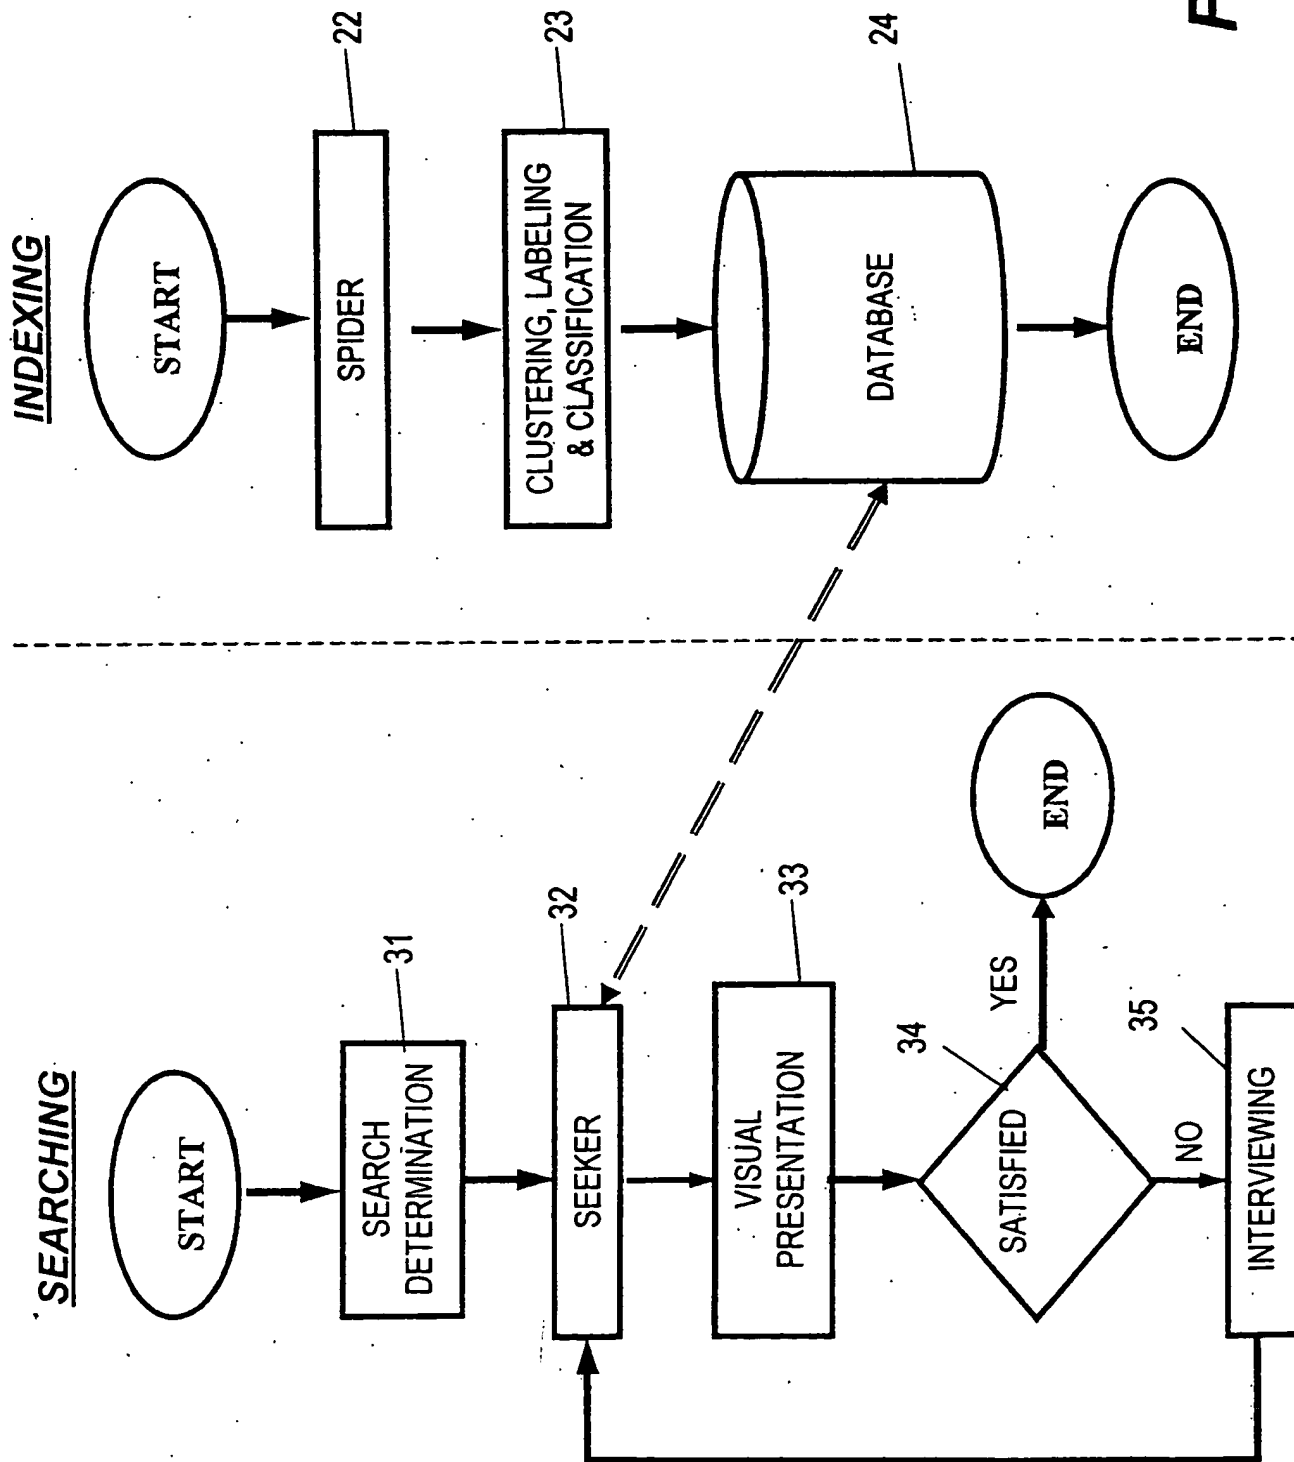 SEARCHING
START
SEARCH
DETERMINATION
31
SEEKER
32
VISUAL
PRESENTATION
33
SATISFIED
34
YES
END
NO
INTERVIEWING
35
INDEXING
START
SPIDER
22
CLUSTERING, LABELING
& CLASSIFICATION
23
DATABASE
24
END